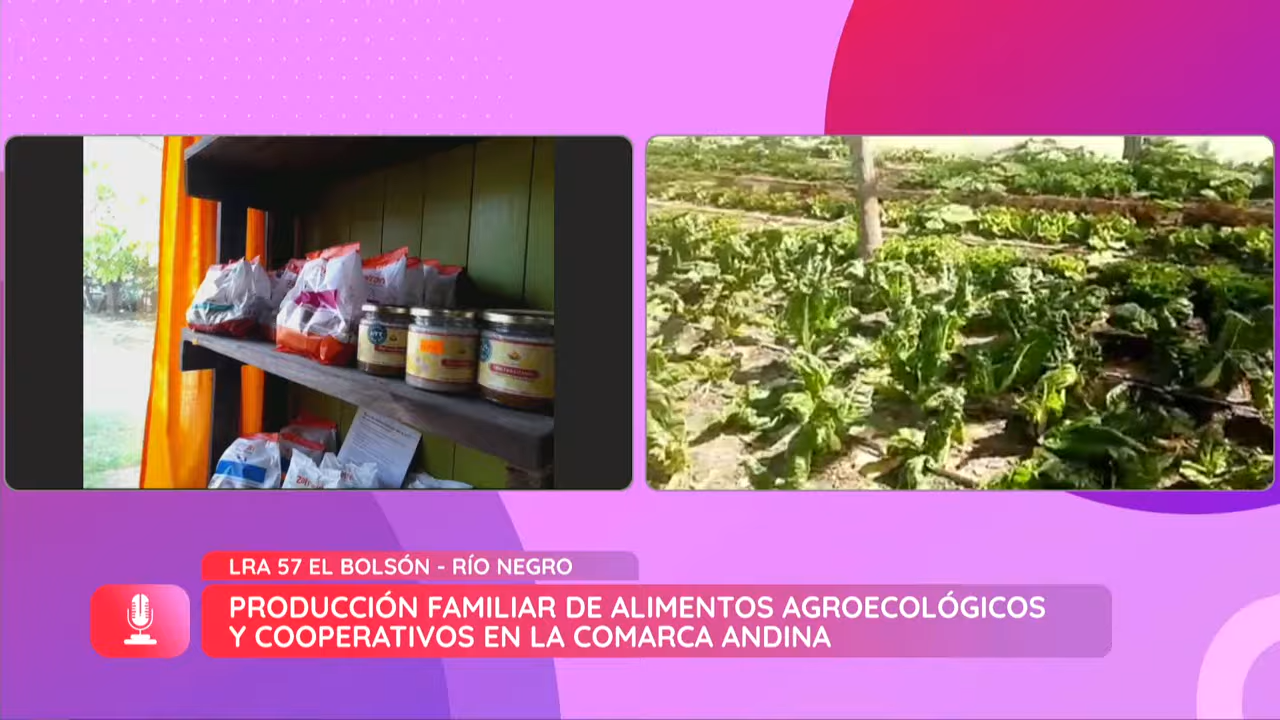 LRA 57 EL BOLSÓN - RÍO NEGRO
PRODUCCIÓN FAMILIAR DE ALIMENTOS AGROECOLÓGICOS
Y COOPERATIVOS EN LA COMARCA ANDINA